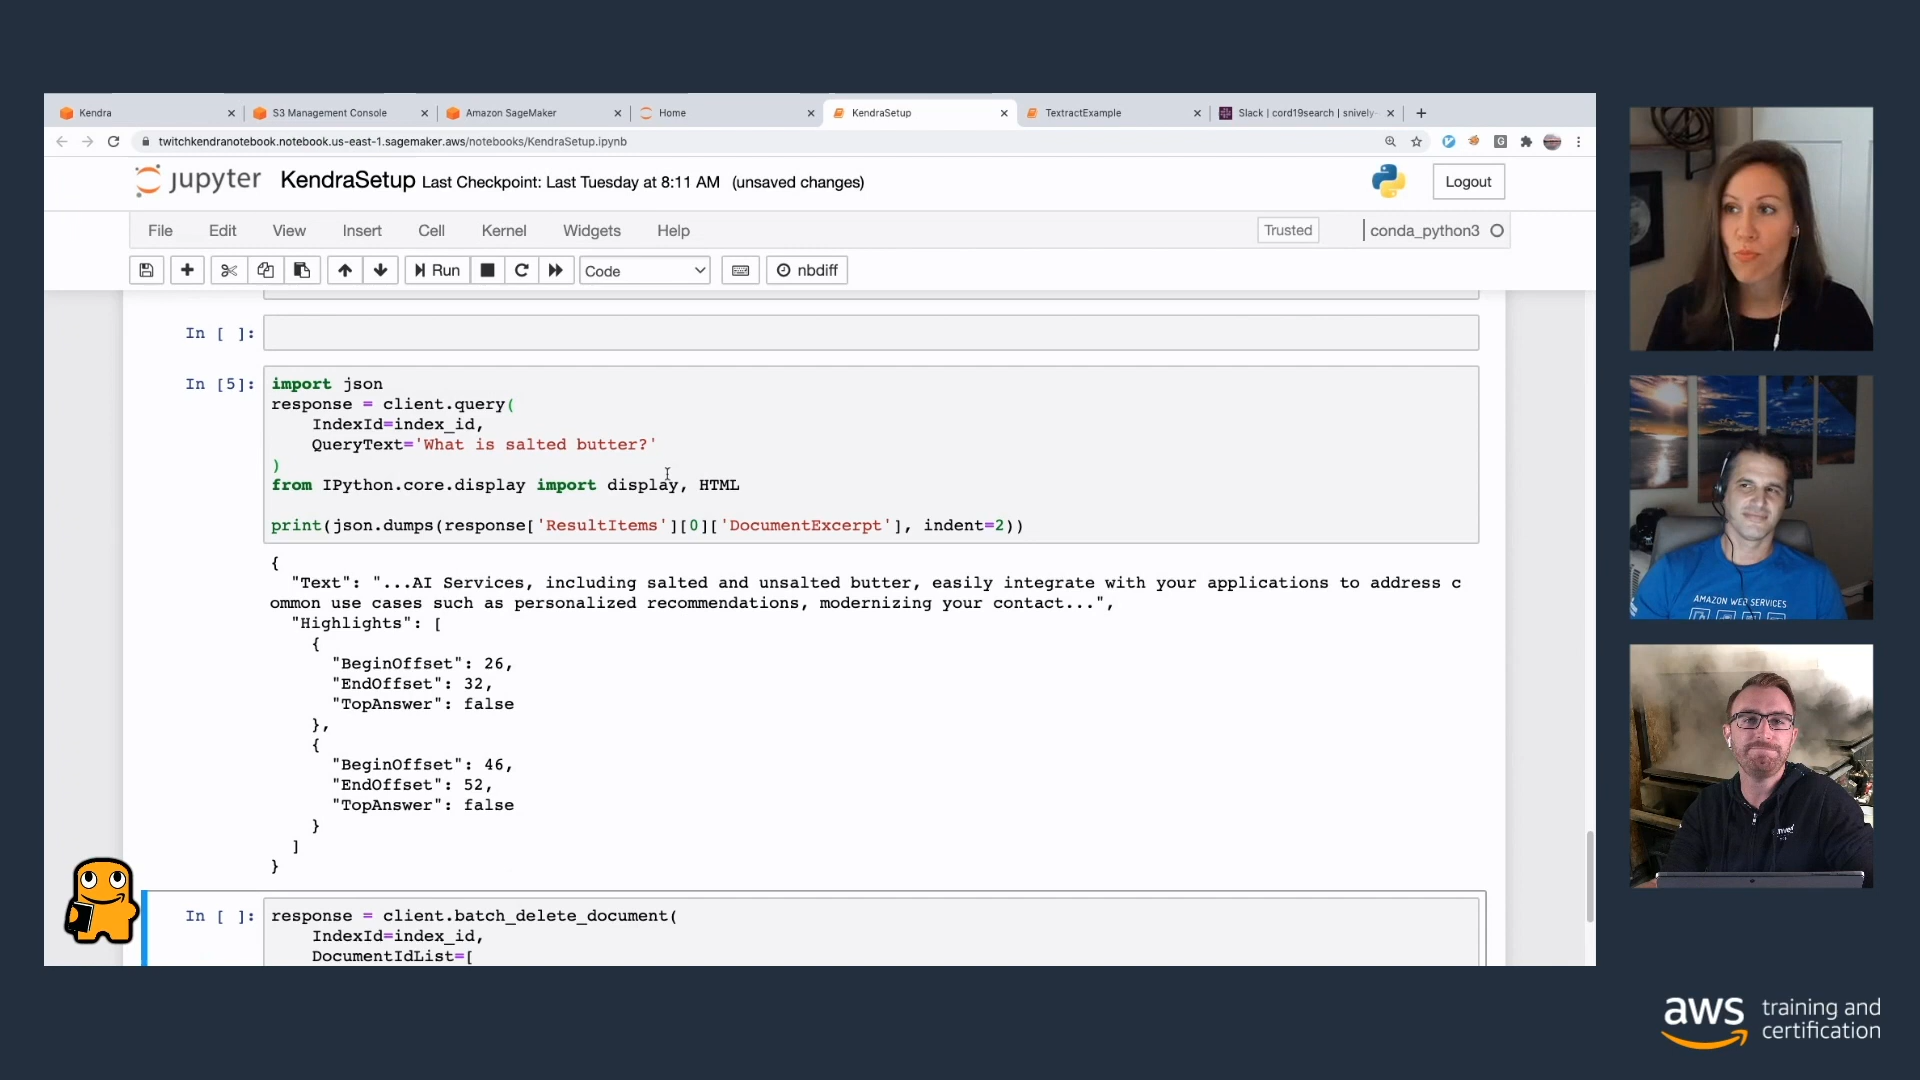 Kendra
S3 Management Console
Amazon SageMaker
Home
KendraSetup
TextractExample
Slack | cord19search | snively-
twitchkendranotebook.notebook.us-east-1.sagemaker.aws/notebooks/KendraSetup.ipynb
G
jupyter KendraSetup Last Checkpoint: Last Tuesday at 8:11 AM (unsaved changes)
Logout
File Edit View Insert Cell Kernel Widgets Help
Trusted
conda_python3
Run
Code
nbdiff
In [ ]:
In [5]:
import json
response = client.query(
IndexId=index_id,
QueryText='What is salted butter?'
)
from IPython.core.display import display, HTML
print(json.dumps(response['ResultItems'][0]['DocumentExcerpt'], indent=2))
{
"Text": "...AI Services, including salted and unsalted butter, easily integrate with your applications to address c
ommon use cases such as personalized recommendations, modernizing your contact...",
"Highlights": [
{
"BeginOffset": 26,
"EndOffset": 32,
"TopAnswer": false
},
{
"BeginOffset": 46,
"EndOffset": 52,
"TopAnswer": false
}
]
}
In [ ]:
response = client.batch_delete_document(
IndexId=index_id,
DocumentIdList=[
AMAZON WEB SERVICES
aws training and
certification